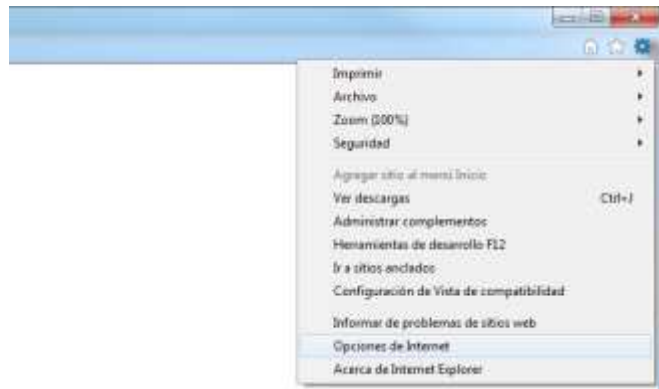 Imprimir
Archivo
Zoom (100%)
Seguridad
Agregar sitio al menú Inicio
Ver descargas Ctrl+J
Administrar complementos
Herramientas de desarrollo F12
Ir a sitios anclados
Configuración de Vista de compatibilidad
Informar de problemas de sitios web
Opciones de Internet
Acerca de Internet Explorer